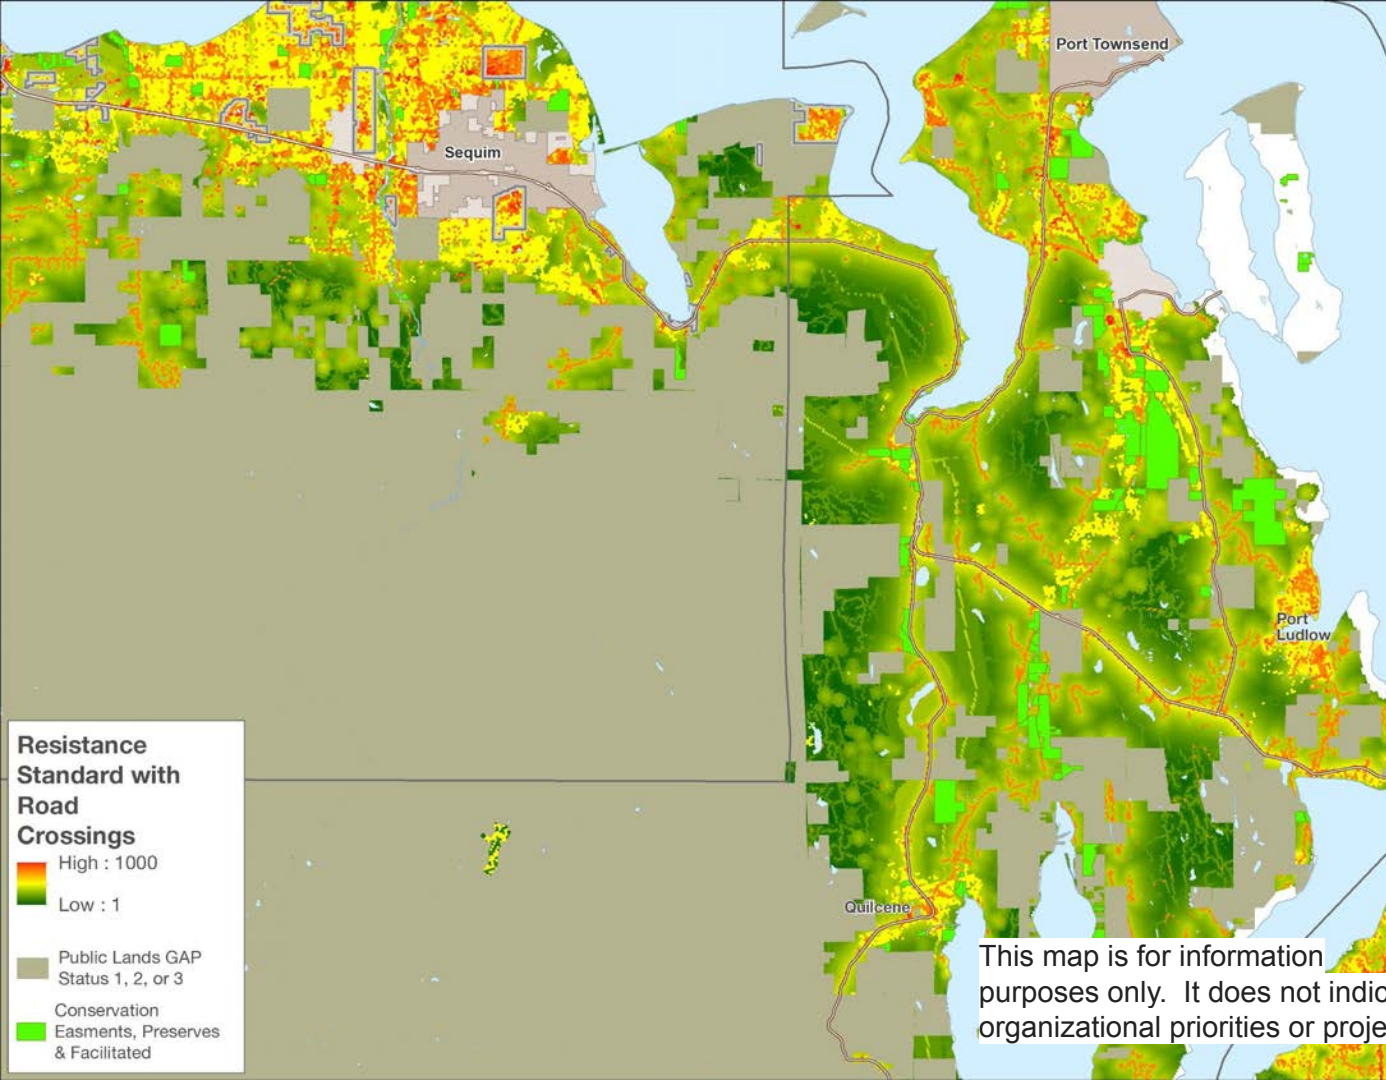 Port Townsend
Sequim
Port
Ludlow
Quilcene
Resistance
Standard with
Road
Crossings
High : 1000
Low : 1
Public Lands GAP
Status 1, 2, or 3
Conservation
Easments, Preserves
& Facilitated
This map is for information
purposes only. It does not indic
organizational priorities or proje